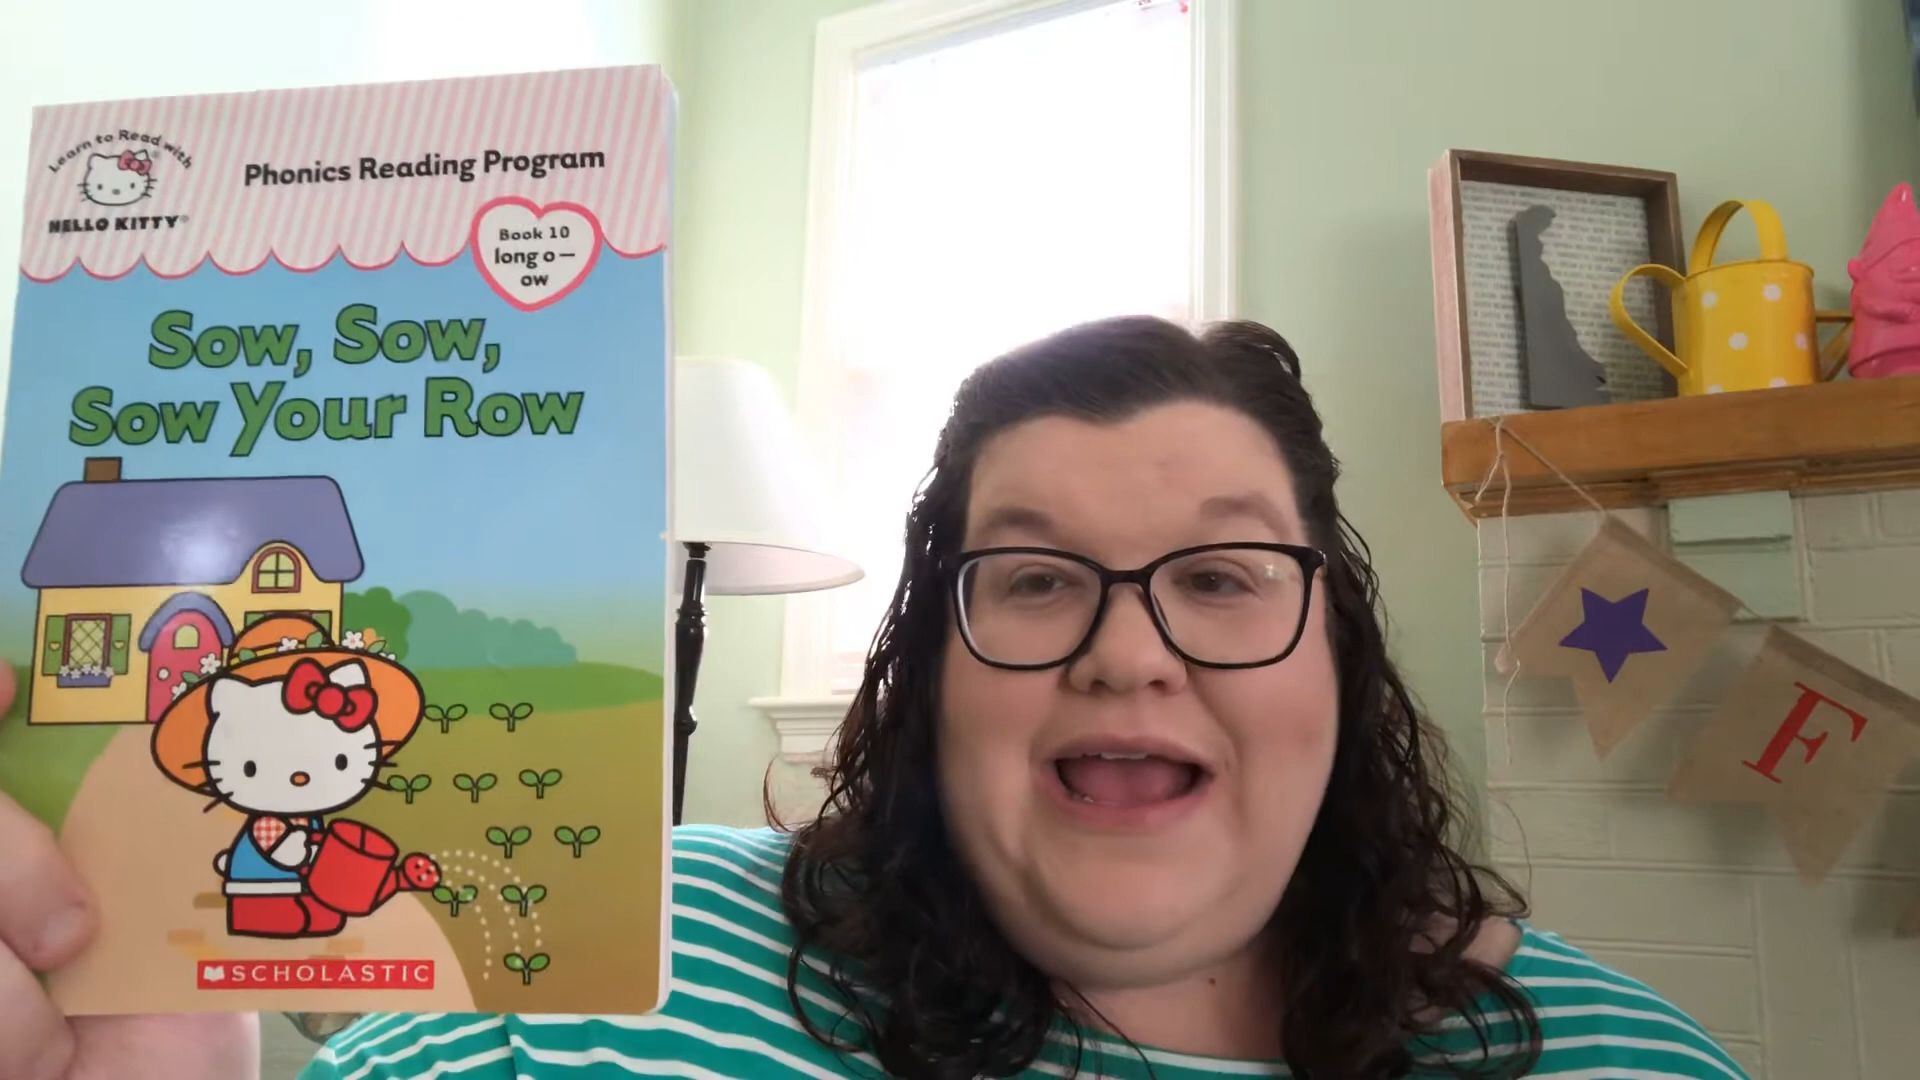 Learn to Read with
HELLO KITTY®
Phonics Reading Program
Book 10
long o—
ow
Sow, Sow,
Sow Your Row
SCHOLASTIC
F